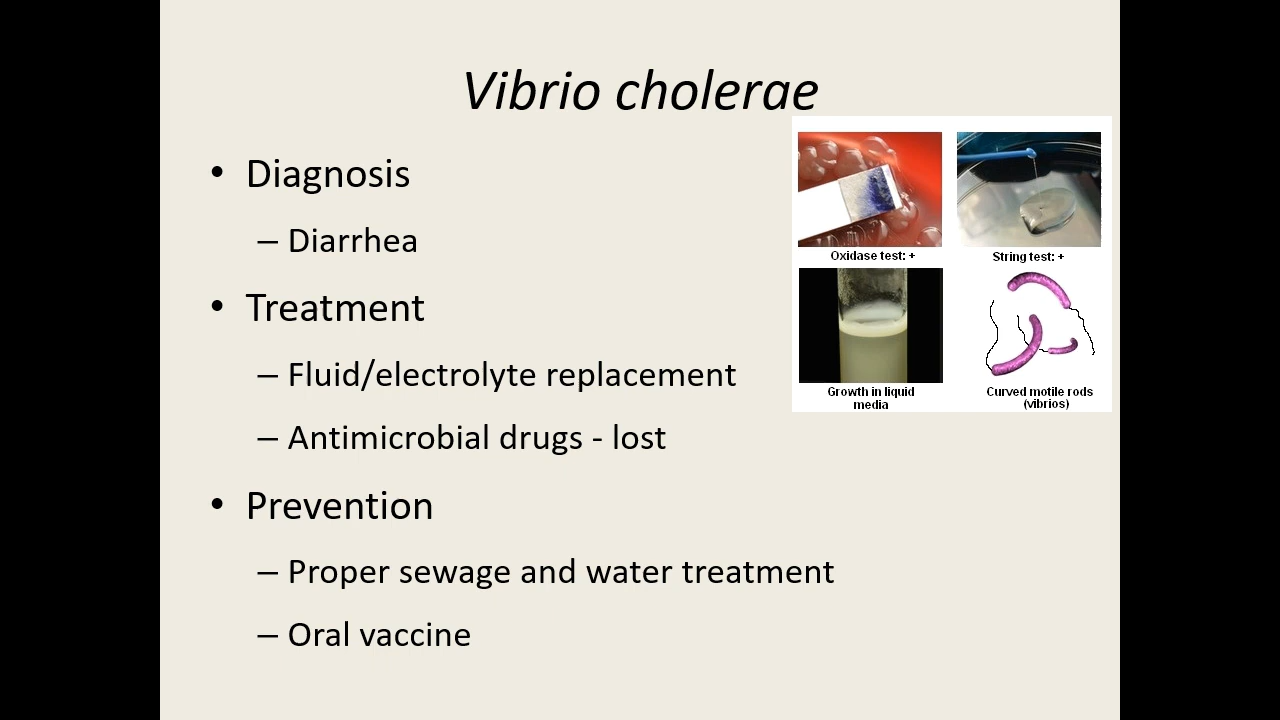 Vibrio cholerae
• Diagnosis
– Diarrhea
• Treatment
– Fluid/electrolyte replacement
– Antimicrobial drugs - lost
• Prevention
– Proper sewage and water treatment
– Oral vaccine
Oxidase test: +
String test: +
Growth in liquid
media
Curved motile rods
(vibrios)